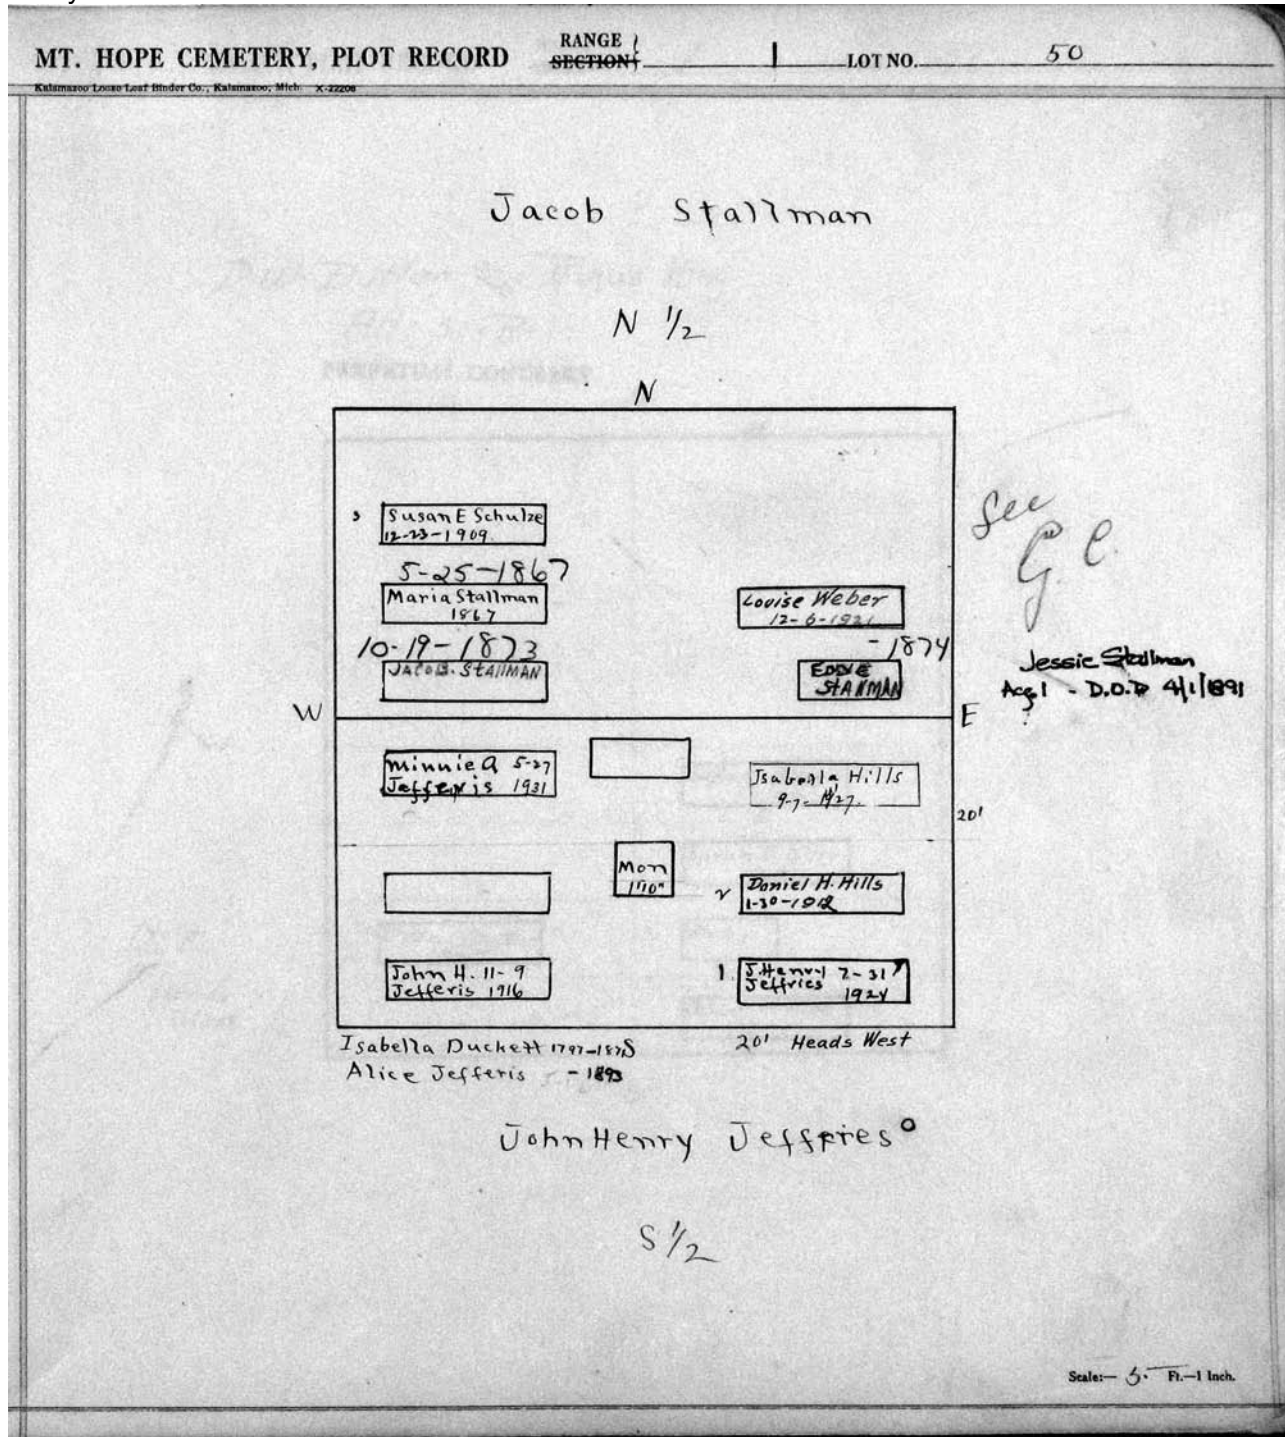 MT. HOPE CEMETERY, PLOT RECORD RANGE SECTION 1 LOT NO. 50
Kalamazoo Loose Leaf Binder Co., Kalamazoo, Mich. X-22208
Jacob Stallman
N 1/2
N
s Susan E Schulze
12-23-1909
See
G. C.
5-25-1867
Maria Stallman
1867
Louise Weber
12-6-1921
10-19-1873
JACOB. STALLMAN
-1874
EDDIE
STALLMAN
Jessie Stallman
Age 1 - D.O.D 4/1/1891
?
W
E
Minnie A 5-27
Jefferis 1931
Isabella Hills
9-7-1927.
20'
Mon
1'10"
2 Daniel H. Hills
1-30-1912
John H. 11-9
Jefferis 1916
1. J. Henry 7-31
Jeffries 1924
Isabella Duckett 1797-1875
Alice Jefferis - 1893
20' Heads West
John Henry Jeffries
S 1/2
Scale:— 5. Ft.—1 Inch.